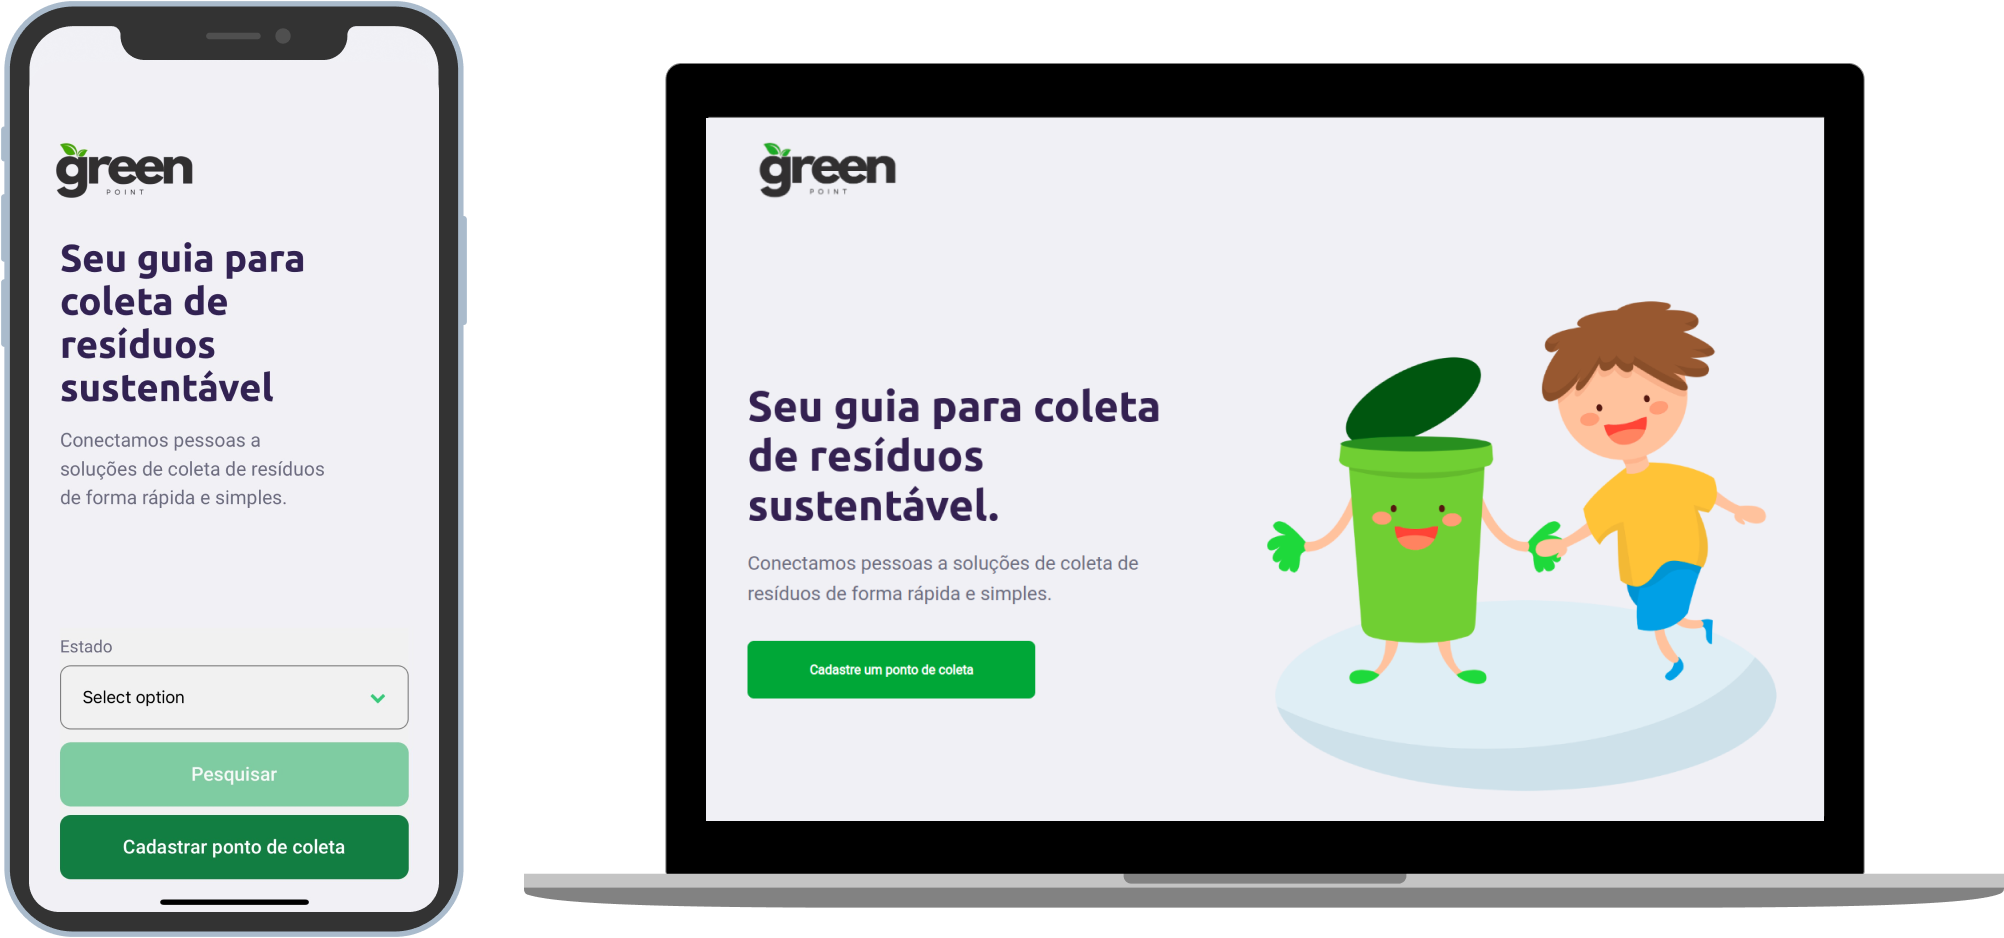 green
POINT
Seu guia para
coleta de
resíduos
sustentável
Conectamos pessoas a
soluções de coleta de resíduos
de forma rápida e simples.
Estado
Select option
Pesquisar
Cadastrar ponto de coleta
green
POINT
Seu guia para coleta
de resíduos
sustentável.
Conectamos pessoas a soluções de coleta de
resíduos de forma rápida e simples.
Cadastre um ponto de coleta